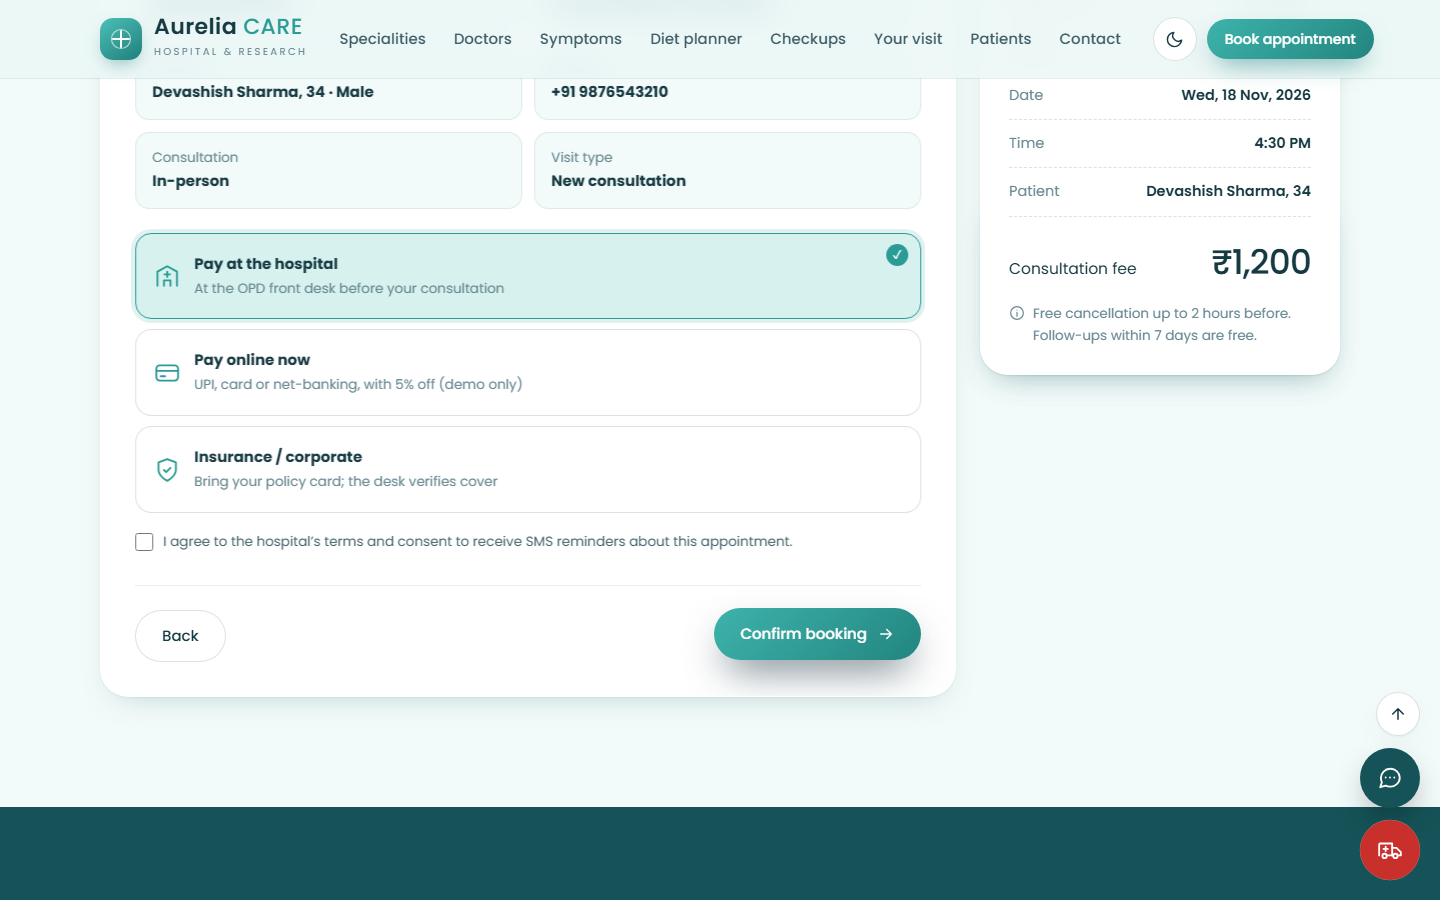 Aurelia CARE
HOSPITAL & RESEARCH
Specialities
Doctors
Symptoms
Diet planner
Checkups
Your visit
Patients
Contact
Book appointment
Devashish Sharma, 34 · Male
+91 9876543210
Consultation
In-person
Visit type
New consultation
Pay at the hospital
At the OPD front desk before your consultation
Pay online now
UPI, card or net-banking, with 5% off (demo only)
Insurance / corporate
Bring your policy card; the desk verifies cover
I agree to the hospital’s terms and consent to receive SMS reminders about this appointment.
Back
Confirm booking
Date
Wed, 18 Nov, 2026
Time
4:30 PM
Patient
Devashish Sharma, 34
Consultation fee
₹1,200
Free cancellation up to 2 hours before.
Follow-ups within 7 days are free.